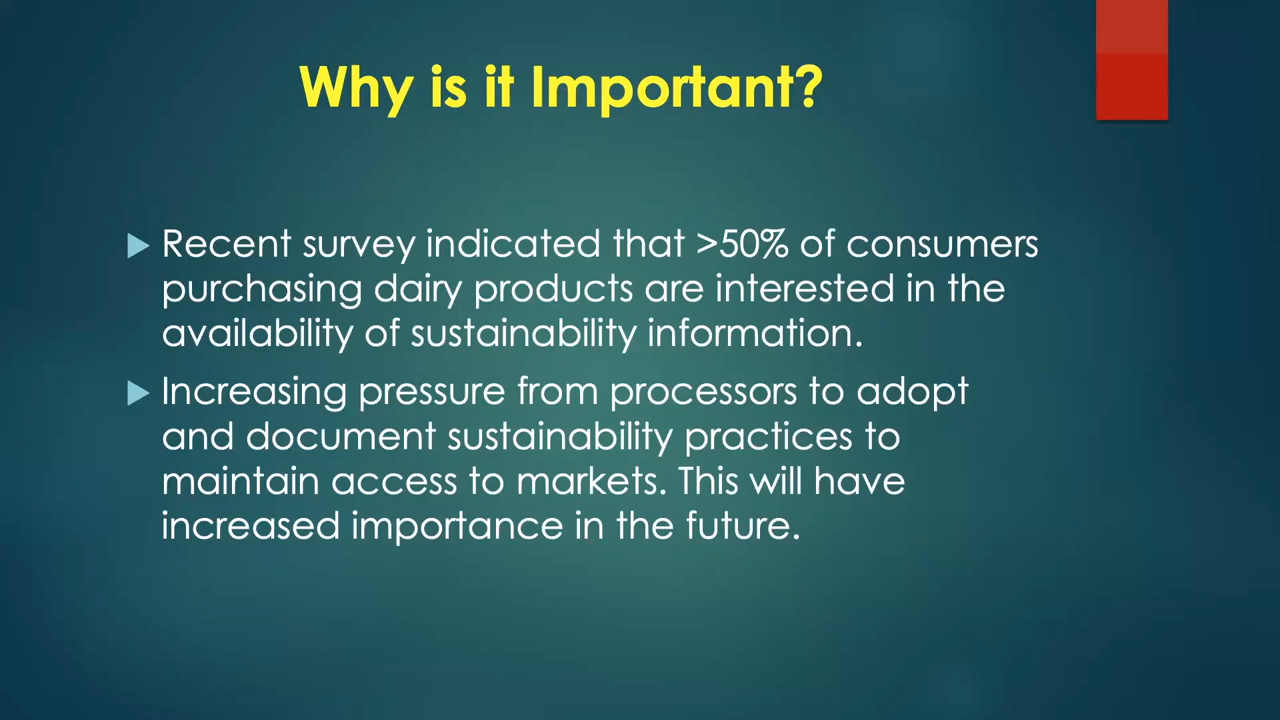 Why is it Important?
Recent survey indicated that >50% of consumers
purchasing dairy products are interested in the
availability of sustainability information.
Increasing pressure from processors to adopt
and document sustainability practices to
maintain access to markets. This will have
increased importance in the future.